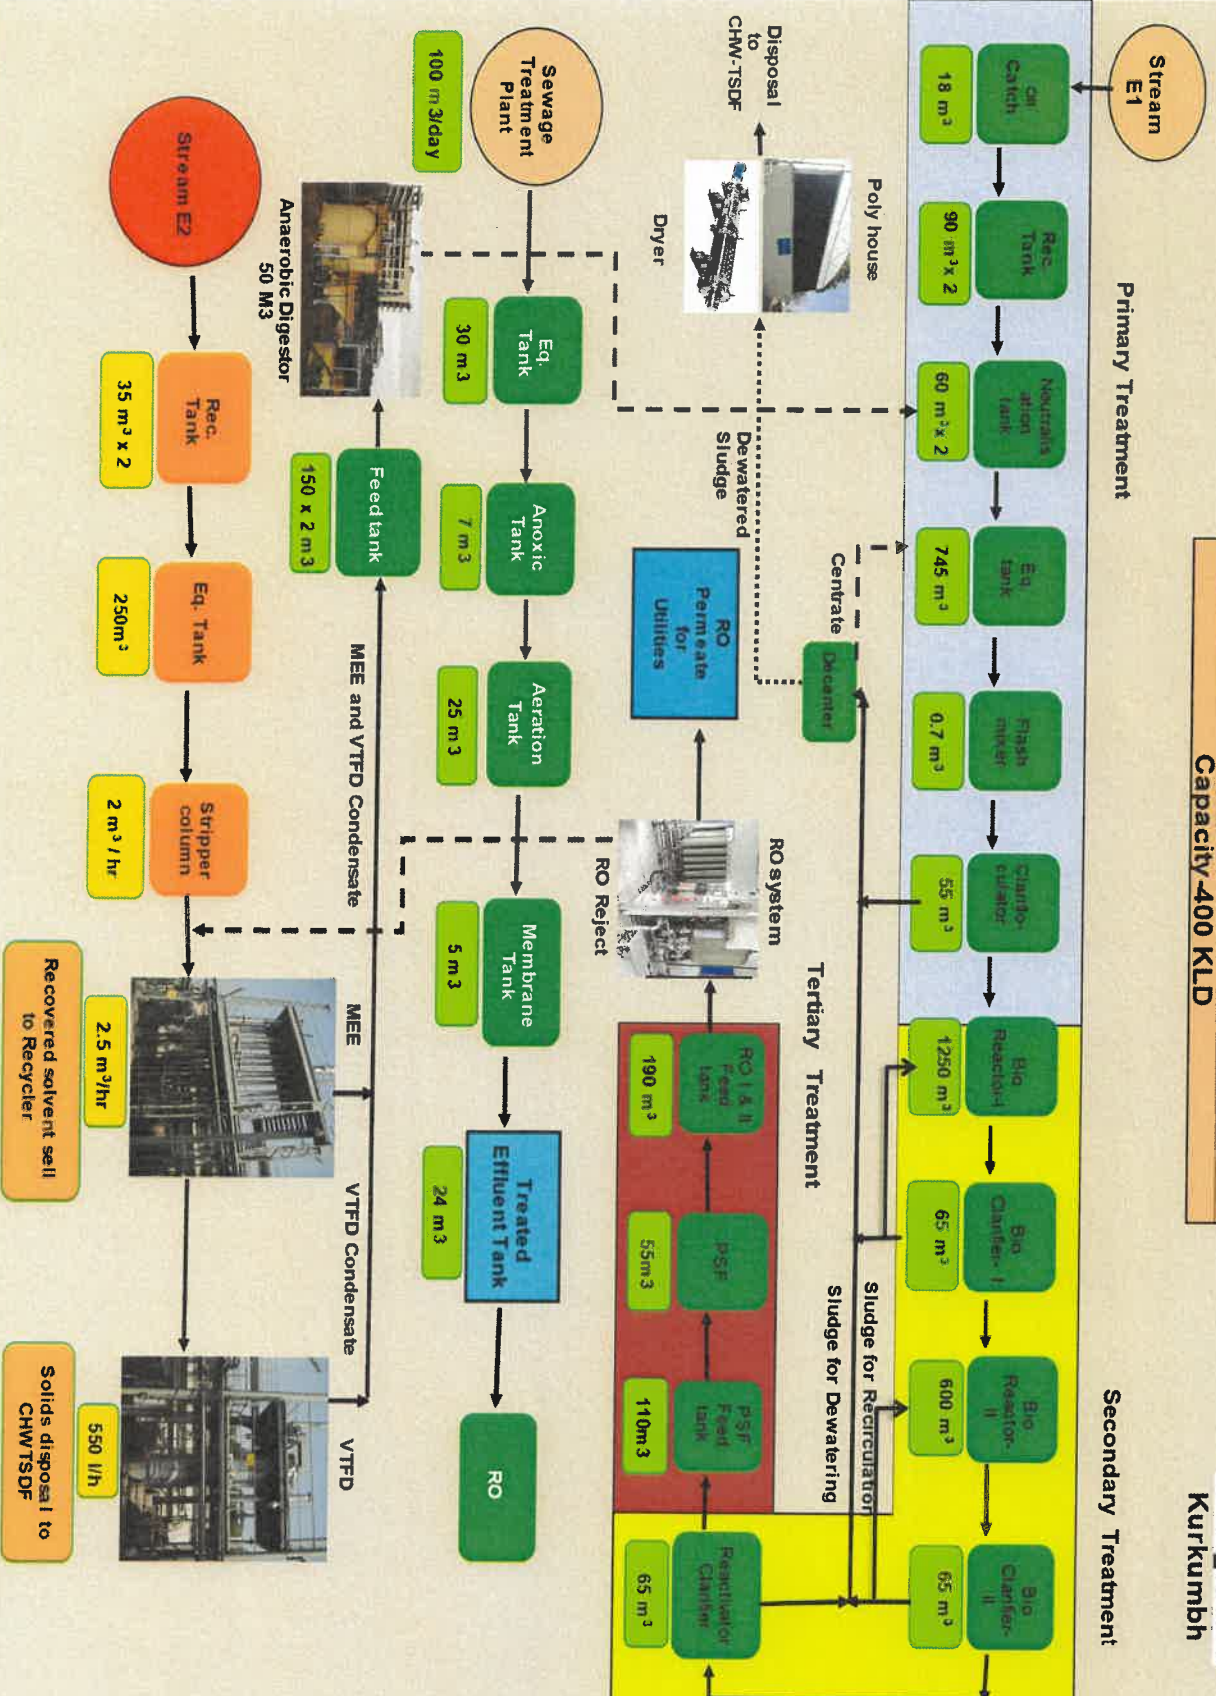 Capacity-400 KLD
Kurkumbh
Primary Treatment
Secondary Treatment
Stream
E1
Oil
Catch
18 m³
Rec.
Tank
90 m³ x 2
Neutralis
ation
tank
60 m³ x 2
Eq.
tank
745 m³
Flash
mixer
0.7 m³
Clarifo-
culator
55 m³
Bio
Reactor-I
1250 m³
Bio
Clarifier- I
65 m³
Bio
Reactor-
II
600 m³
Bio
Clarifier-
II
65 m³
Disposal
to
CHW-TSDF
Poly house
Dryer
Dewatered
Sludge
Centrate
Decanter
Sludge for Recirculation
Sludge for Dewatering
Tertiary Treatment
RO
Permeate
for
Utilities
RO system
RO Reject
RO I & II
Feed
tank
190 m³
PSF
55m3
PSF
Feed
tank
110m3
Reactivator
Clarifier
65 m³
Sewage
Treatment
Plant
100 m3/day
Eq.
Tank
30 m3
Anoxic
Tank
7 m3
Aeration
Tank
25 m3
Membrane
Tank
5 m3
Treated
Effluent Tank
24 m3
RO
Anaerobic Digestor
50 M3
Feed tank
150 x 2 m3
MEE and VTFD Condensate
MEE
VTFD Condensate
VTFD
Stream E2
Rec.
Tank
35 m³ x 2
Eq. Tank
250m³
Stripper
column
2 m³ / hr
2.5 m³/hr
Recovered solvent sell
to Recycler
550 l/h
Solids disposal to
CHWTSDF